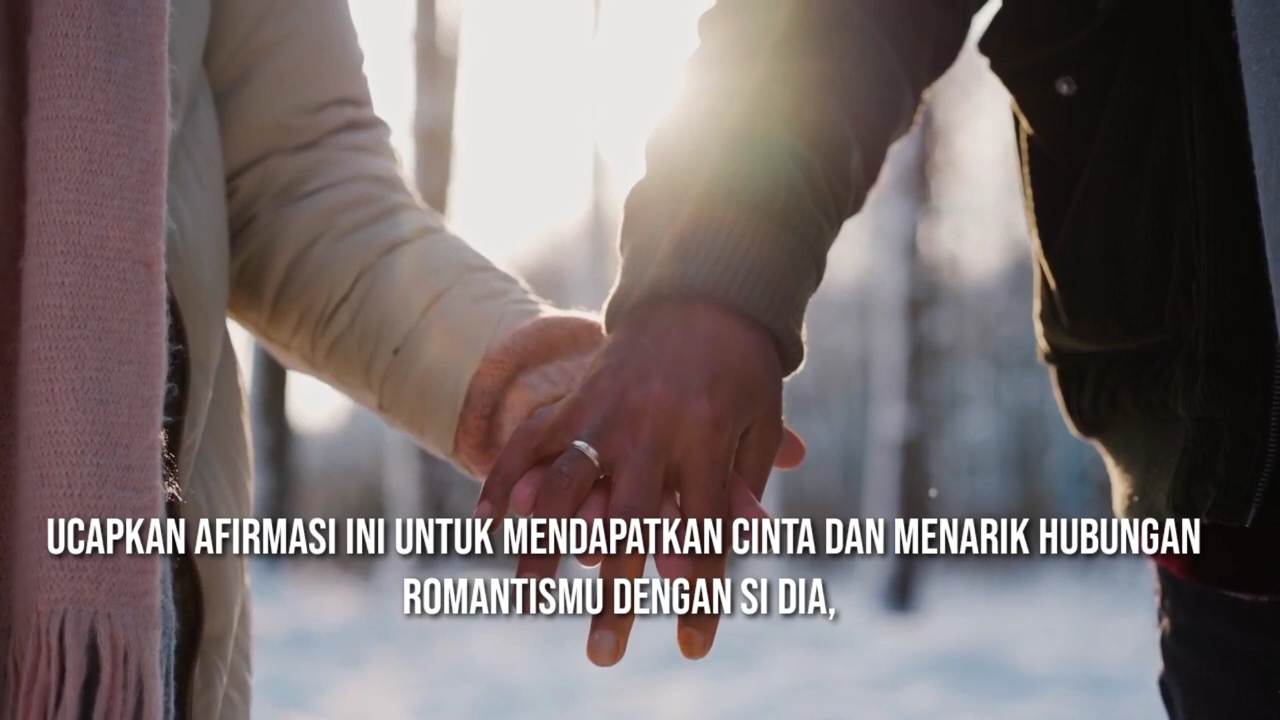 UCAPKAN AFIRMASI INI UNTUK MENDAPATKAN CINTA DAN MENARIK HUBUNGAN
ROMANTISMU DENGAN SI DIA,